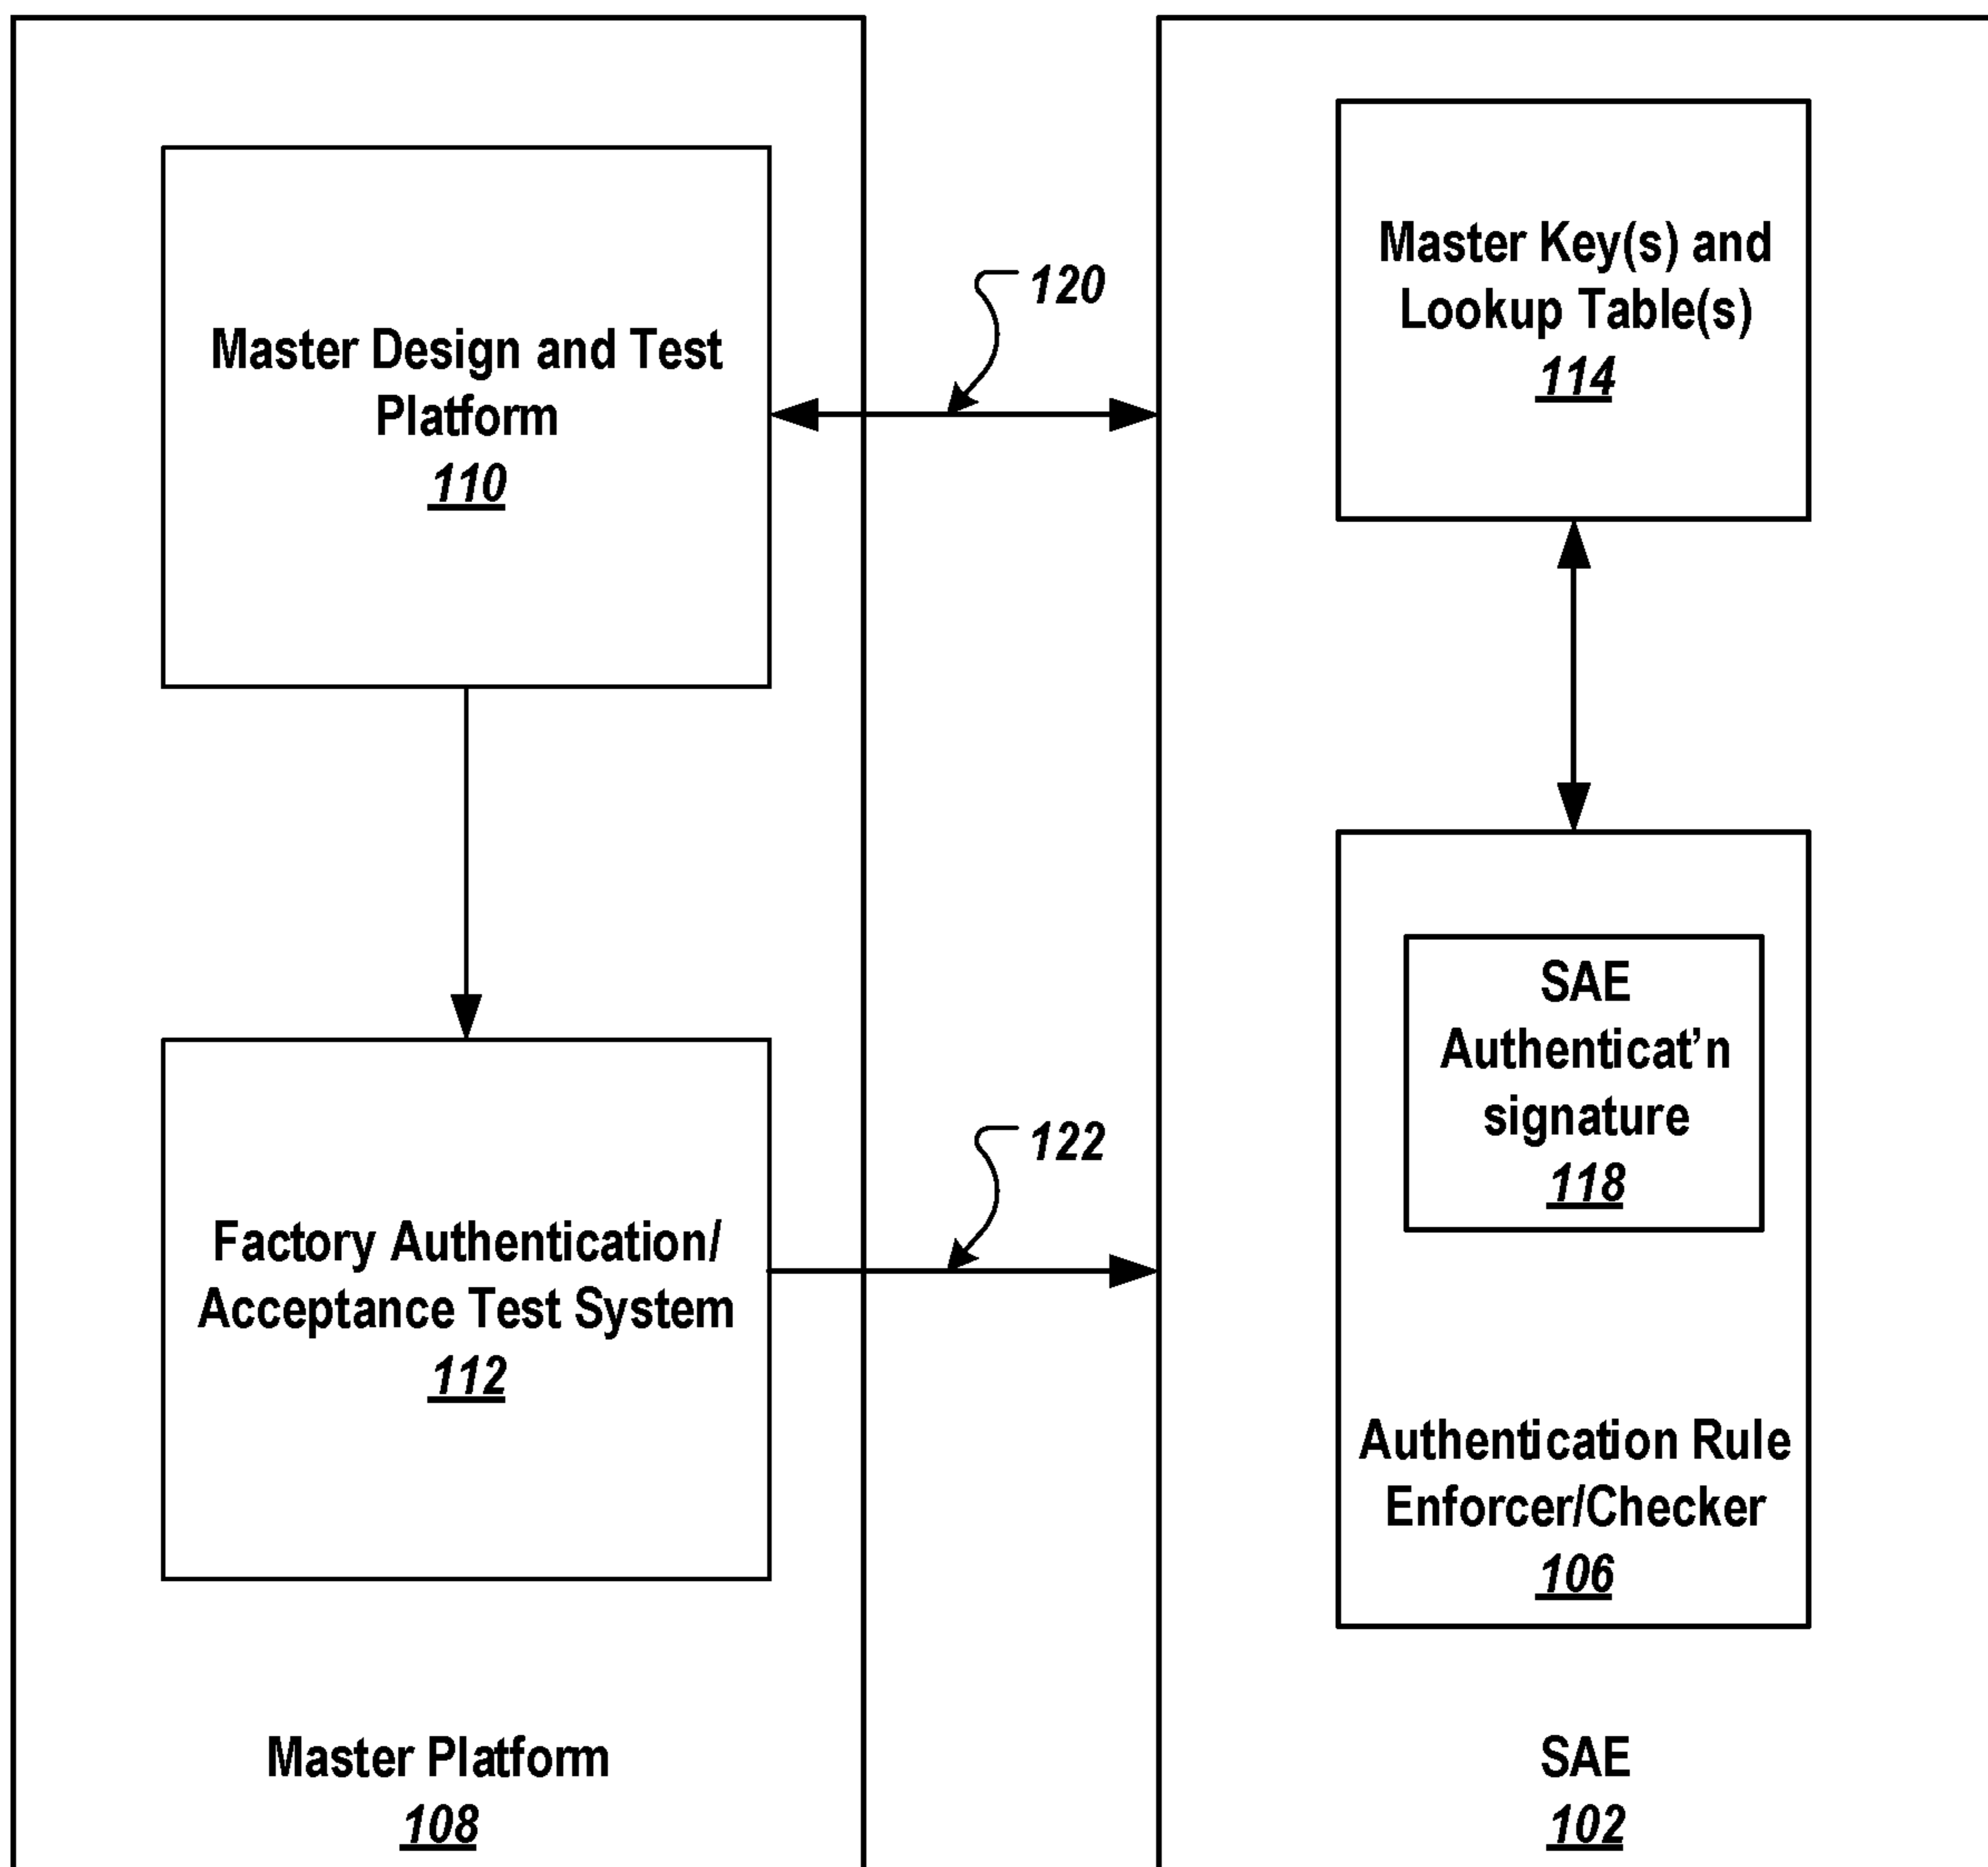 Master Design and Test
Platform
110
120
Factory Authentication/
Acceptance Test System
112
122
Master Platform
108
Master Key(s) and
Lookup Table(s)
114
SAE
Authenticat’n
signature
118
Authentication Rule
Enforcer/Checker
106
SAE
102